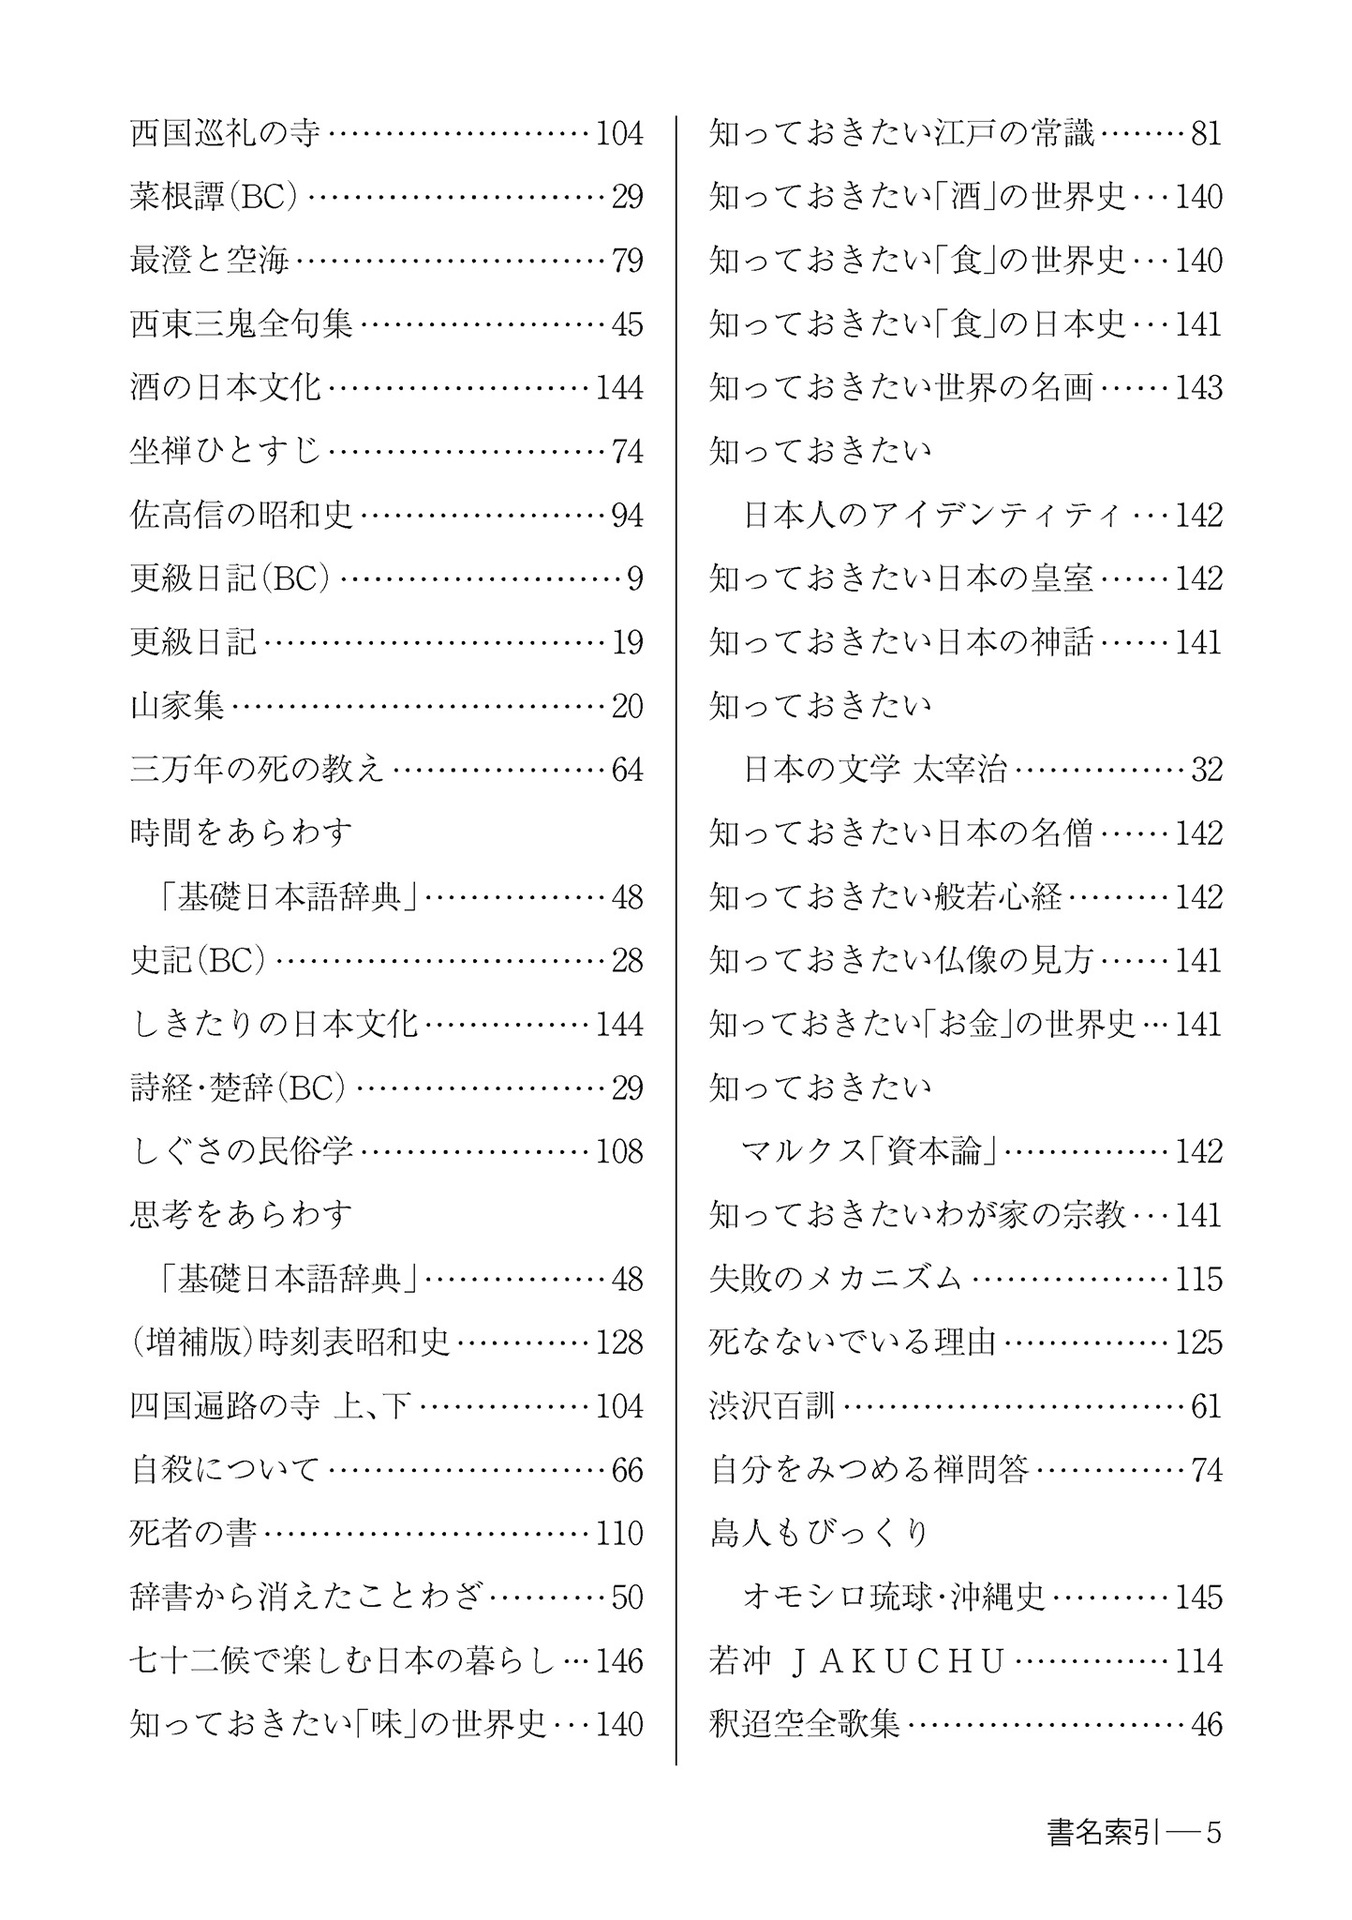 西国巡礼の寺……………………104
菜根譚（BC）………………………29
最澄と空海…………………………79
西東三鬼全句集……………………45
酒の日本文化……………………144
坐禅ひとすじ………………………74
佐高信の昭和史……………………94
更級日記（BC）………………………9
更級日記……………………………19
山家集………………………………20
三万年の死の教え…………………64
時間をあらわす
「基礎日本語辞典」………………48
史記（BC）…………………………28
しきたりの日本文化……………144
詩経・楚辞（BC）……………………29
しぐさの民俗学…………………108
思考をあらわす
「基礎日本語辞典」………………48
（増補版）時刻表昭和史…………128
四国遍路の寺 上、下……………104
自殺について………………………66
死者の書…………………………110
辞書から消えたことわざ…………50
七十二候で楽しむ日本の暮らし…146
知っておきたい「味」の世界史…140
知っておきたい江戸の常識………81
知っておきたい「酒」の世界史…140
知っておきたい「食」の世界史…140
知っておきたい「食」の日本史…141
知っておきたい世界の名画……143
知っておきたい
日本人のアイデンティティ…142
知っておきたい日本の皇室……142
知っておきたい日本の神話……141
知っておきたい
日本の文学 太宰治……………32
知っておきたい日本の名僧……142
知っておきたい般若心経………142
知っておきたい仏像の見方……141
知っておきたい「お金」の世界史…141
知っておきたい
マルクス「資本論」……………142
知っておきたいわが家の宗教…141
失敗のメカニズム………………115
死なないでいる理由……………125
渋沢百訓……………………………61
自分をみつめる禅問答……………74
島人もびっくり
オモシロ琉球・沖縄史…………145
若冲 ＪＡＫＵＣＨＵ……………114
釈迢空全歌集………………………46
書名索引―5